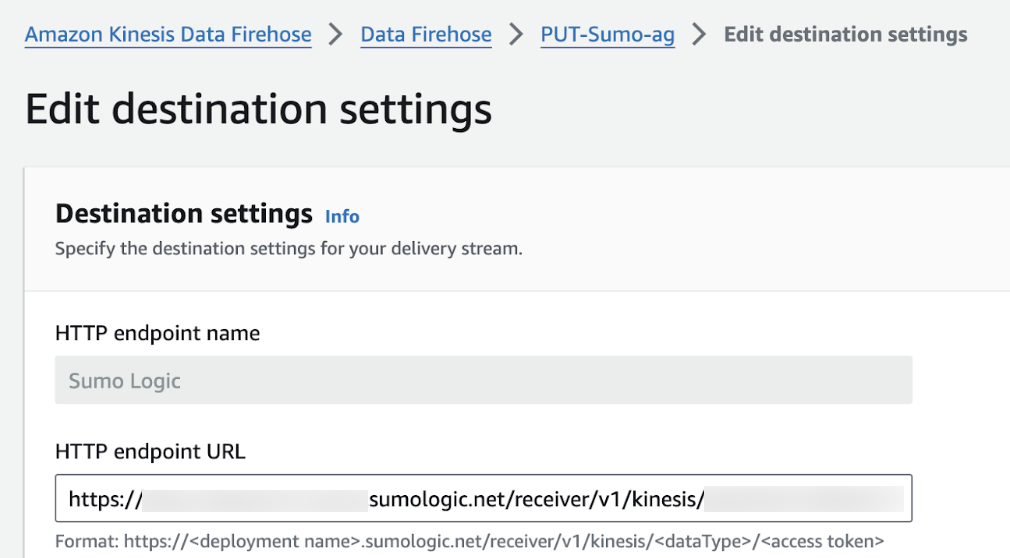 Amazon Kinesis Data Firehose > Data Firehose > PUT-Sumo-ag > Edit destination settings
Edit destination settings
Destination settings Info
Specify the destination settings for your delivery stream.
HTTP endpoint name
Sumo Logic
HTTP endpoint URL
https:// sumologic.net/receiver/v1/kinesis/
Format: https://<deployment name>.sumologic.net/receiver/v1/kinesis/<dataType>/<access token>